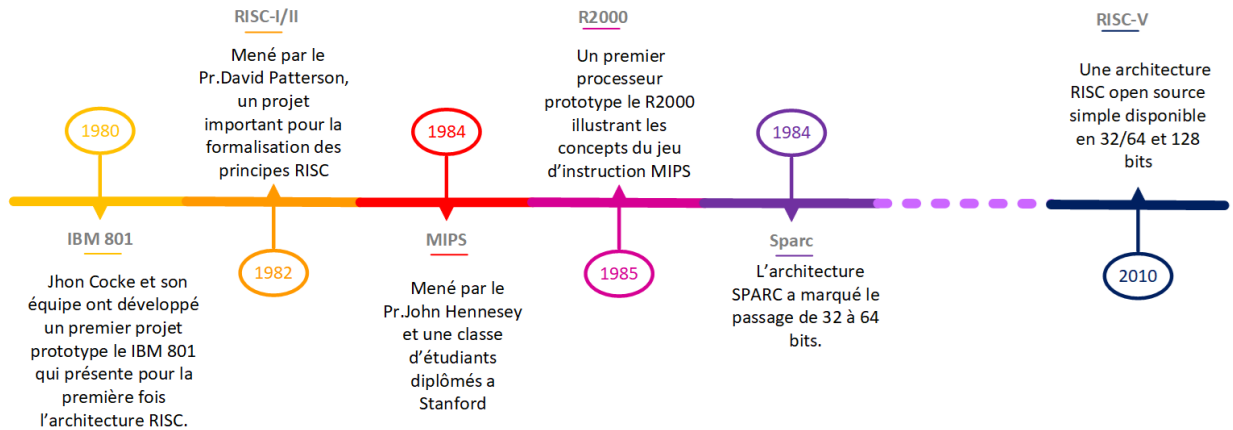 1980
IBM 801
Jhon Cocke et son
équipe ont développé
un premier projet
prototype le IBM 801
qui présente pour la
première fois
l’architecture RISC.
RISC-I/II
Mené par le
Pr.David Patterson,
un projet
important pour la
formalisation des
principes RISC
1982
1984
MIPS
Mené par le
Pr.John Hennesey
et une classe
d’étudiants
diplômés a
Stanford
R2000
Un premier
processeur
prototype le R2000
illustrant les
concepts du jeu
d’instruction MIPS
1985
1984
Sparc
L’architecture
SPARC a marqué le
passage de 32 à 64
bits.
RISC-V
Une architecture
RISC open source
simple disponible
en 32/64 et 128
bits
2010